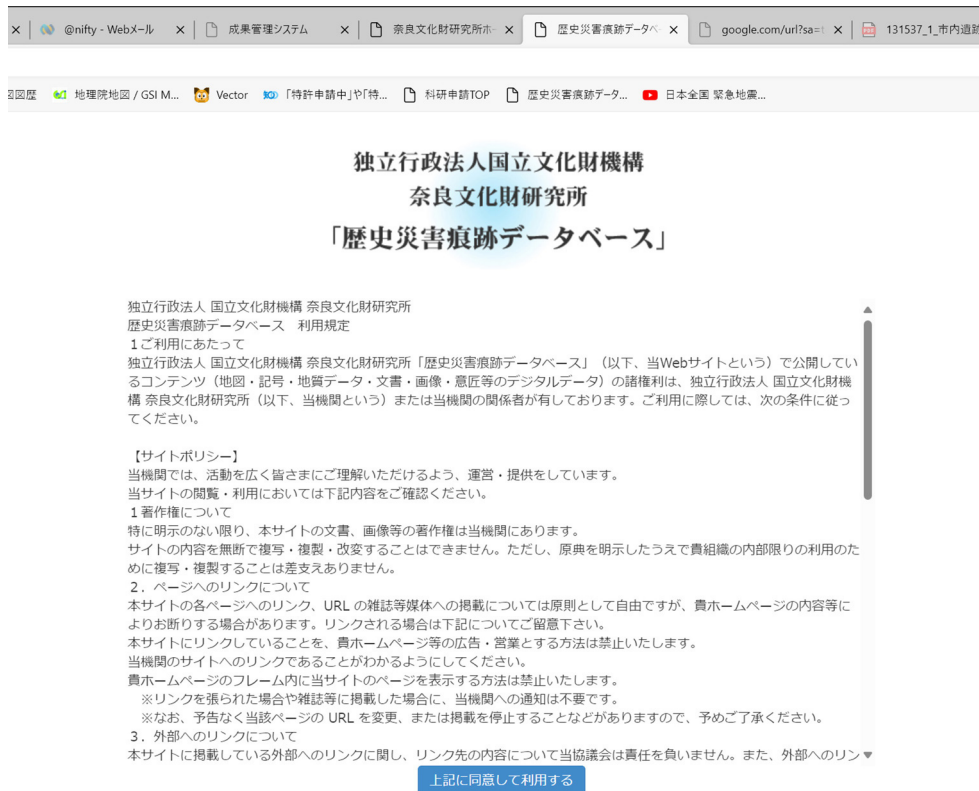 @nifty - Webメール
成果管理システム
奈良文化財研究所ホ
歴史災害痕跡データベ
google.com/url?sa=t
131537_1_市内遺跡
図歴
地理院地図 / GSI M...
Vector
「特許申請中」や「特...
科研申請TOP
歴史災害痕跡データ...
日本全国 緊急地震...
独立行政法人国立文化財機構
奈良文化財研究所
「歴史災害痕跡データベース」
独立行政法人 国立文化財機構 奈良文化財研究所
歴史災害痕跡データベース 利用規定
1ご利用にあたって
独立行政法人 国立文化財機構 奈良文化財研究所「歴史災害痕跡データベース」（以下、当Webサイトという）で公開してい
るコンテンツ（地図・記号・地質データ・文書・画像・意匠等のデジタルデータ）の諸権利は、独立行政法人 国立文化財機
構 奈良文化財研究所（以下、当機関という）または当機関の関係者が有しております。ご利用に際しては、次の条件に従っ
てください。
【サイトポリシー】
当機関では、活動を広く皆さまにご理解いただけるよう、運営・提供をしています。
当サイトの閲覧・利用においては下記内容をご確認ください。
1著作権について
特に明示のない限り、本サイトの文書、画像等の著作権は当機関にあります。
サイトの内容を無断で複写・複製・改変することはできません。ただし、原典を明示したうえで貴組織の内部限りの利用のた
めに複写・複製することは差支えありません。
2．ページへのリンクについて
本サイトの各ページへのリンク、URL の雑誌等媒体への掲載については原則として自由ですが、貴ホームページの内容等に
よりお断りする場合があります。リンクされる場合は下記についてご留意下さい。
本サイトにリンクしていることを、貴ホームページ等の広告・営業とする方法は禁止いたします。
当機関のサイトへのリンクであることがわかるようにしてください。
貴ホームページのフレーム内に当サイトのページを表示する方法は禁止いたします。
※リンクを張られた場合や雑誌等に掲載した場合に、当機関への通知は不要です。
※なお、予告なく当該ページの URL を変更、または掲載を停止することなどがありますので、予めご了承ください。
3．外部へのリンクについて
本サイトに掲載している外部へのリンクに関し、リンク先の内容について当協議会は責任を負いません。また、外部へのリン
上記に同意して利用する